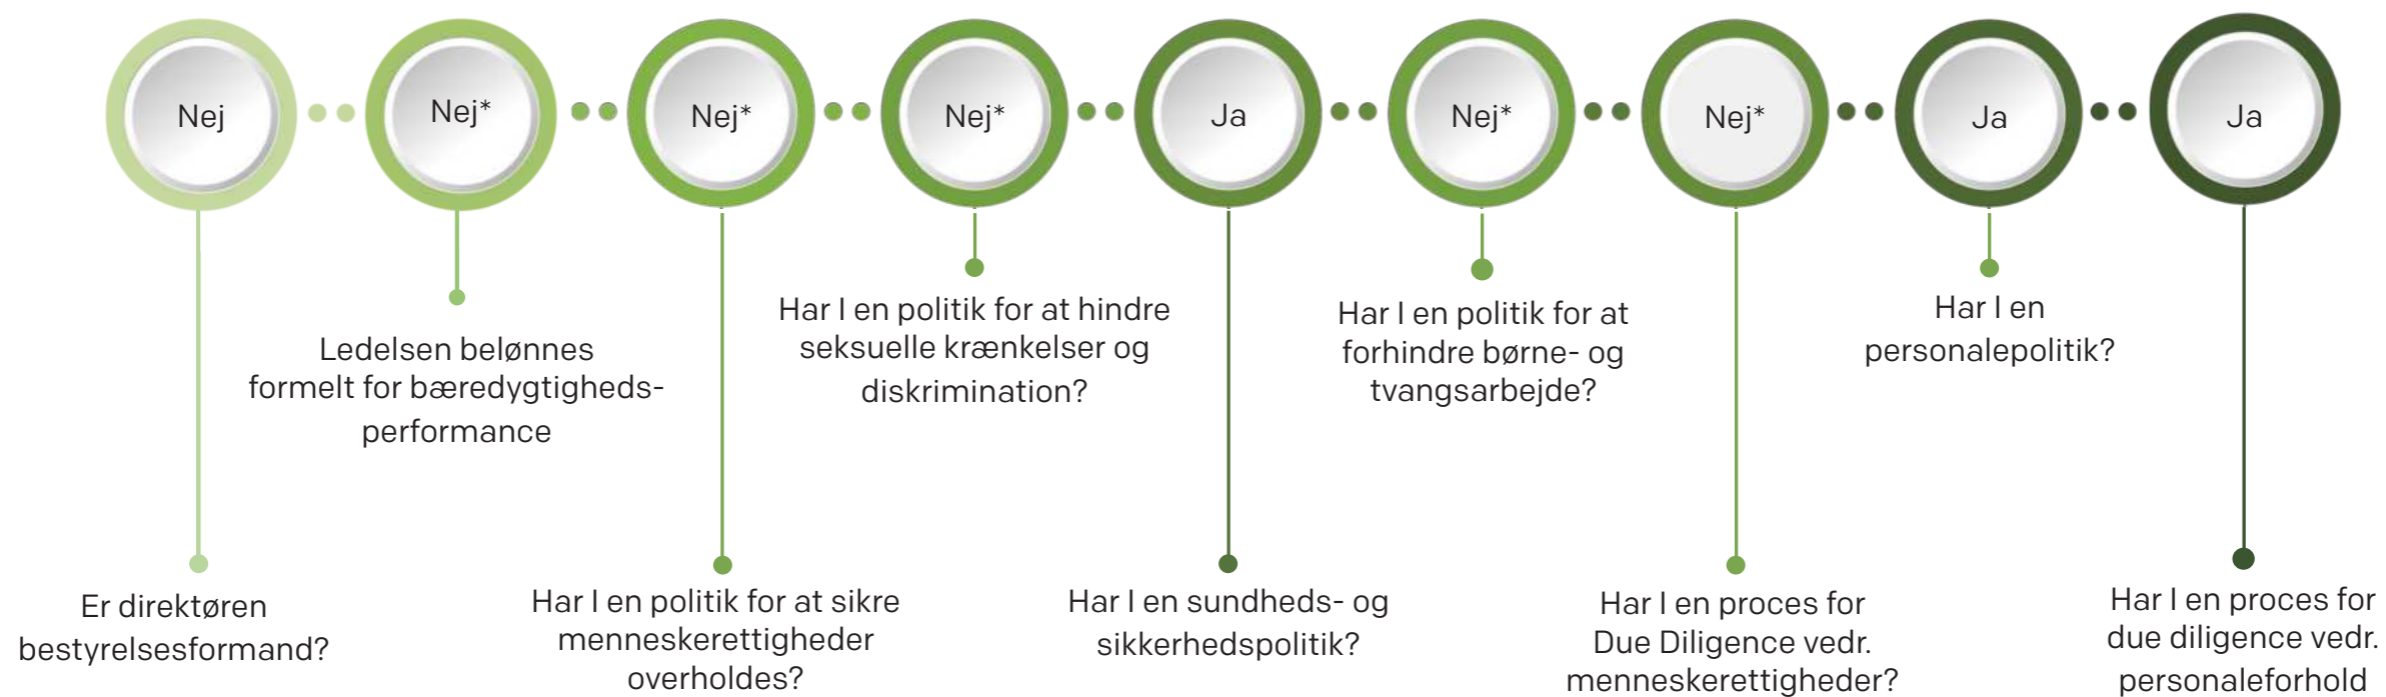 Nej
Nej*
Nej*
Nej*
Ja
Nej*
Nej*
Ja
Ja
Er direktøren
bestyrelsesformand?
Ledelsen belønnes
formelt for bæredygtigheds-
performance
Har I en politik for at sikre
menneskerettigheder
overholdes?
Har I en politik for at hindre
seksuelle krænkelser og
diskrimination?
Har I en sundheds- og
sikkerhedspolitik?
Har I en politik for at
forhindre børne- og
tvangsarbejde?
Har I en proces for
Due Diligence vedr.
menneskerettigheder?
Har I en
personalepolitik?
Har I en proces for
due diligence vedr.
personaleforhold